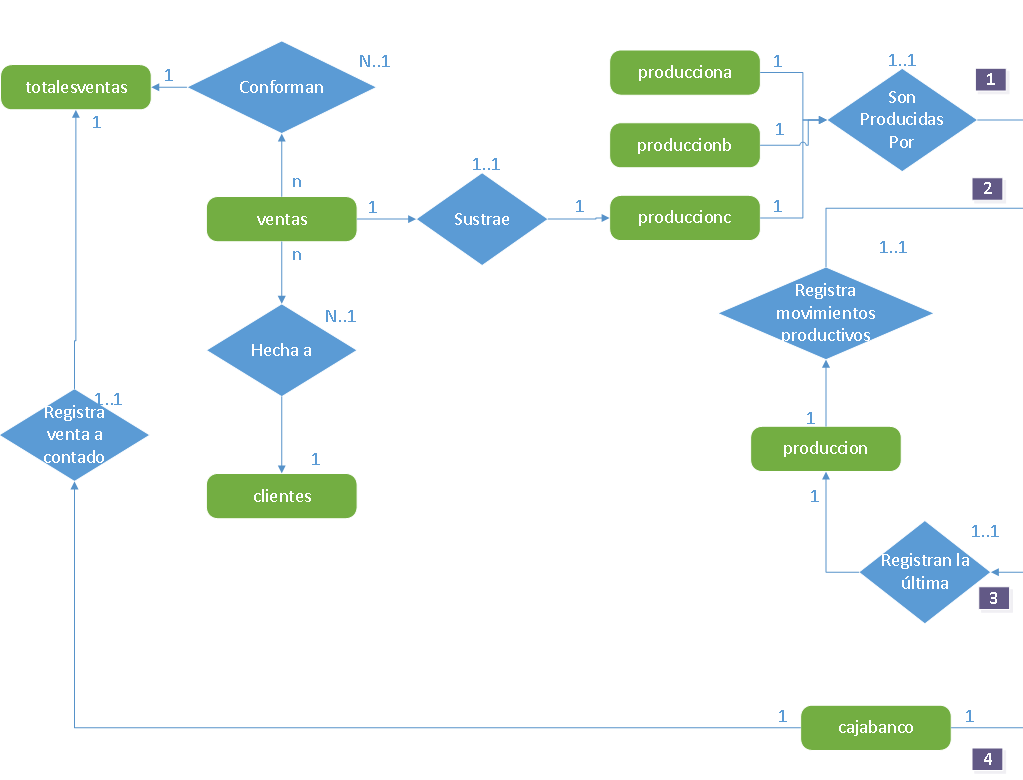 N..1
1
totalesventas
Conforman
1
n
ventas
1
1..1
Sustrae
1
n
N..1
Hecha a
1
clientes
producciona
1
produccionb
1
produccionc
1
1..1
Son
Producidas
Por
1
2
1..1
Registra
movimientos
productivos
1
produccion
1
1..1
Registran la
última
3
1..1
Registra
venta a
contado
1
cajabanco
1
4